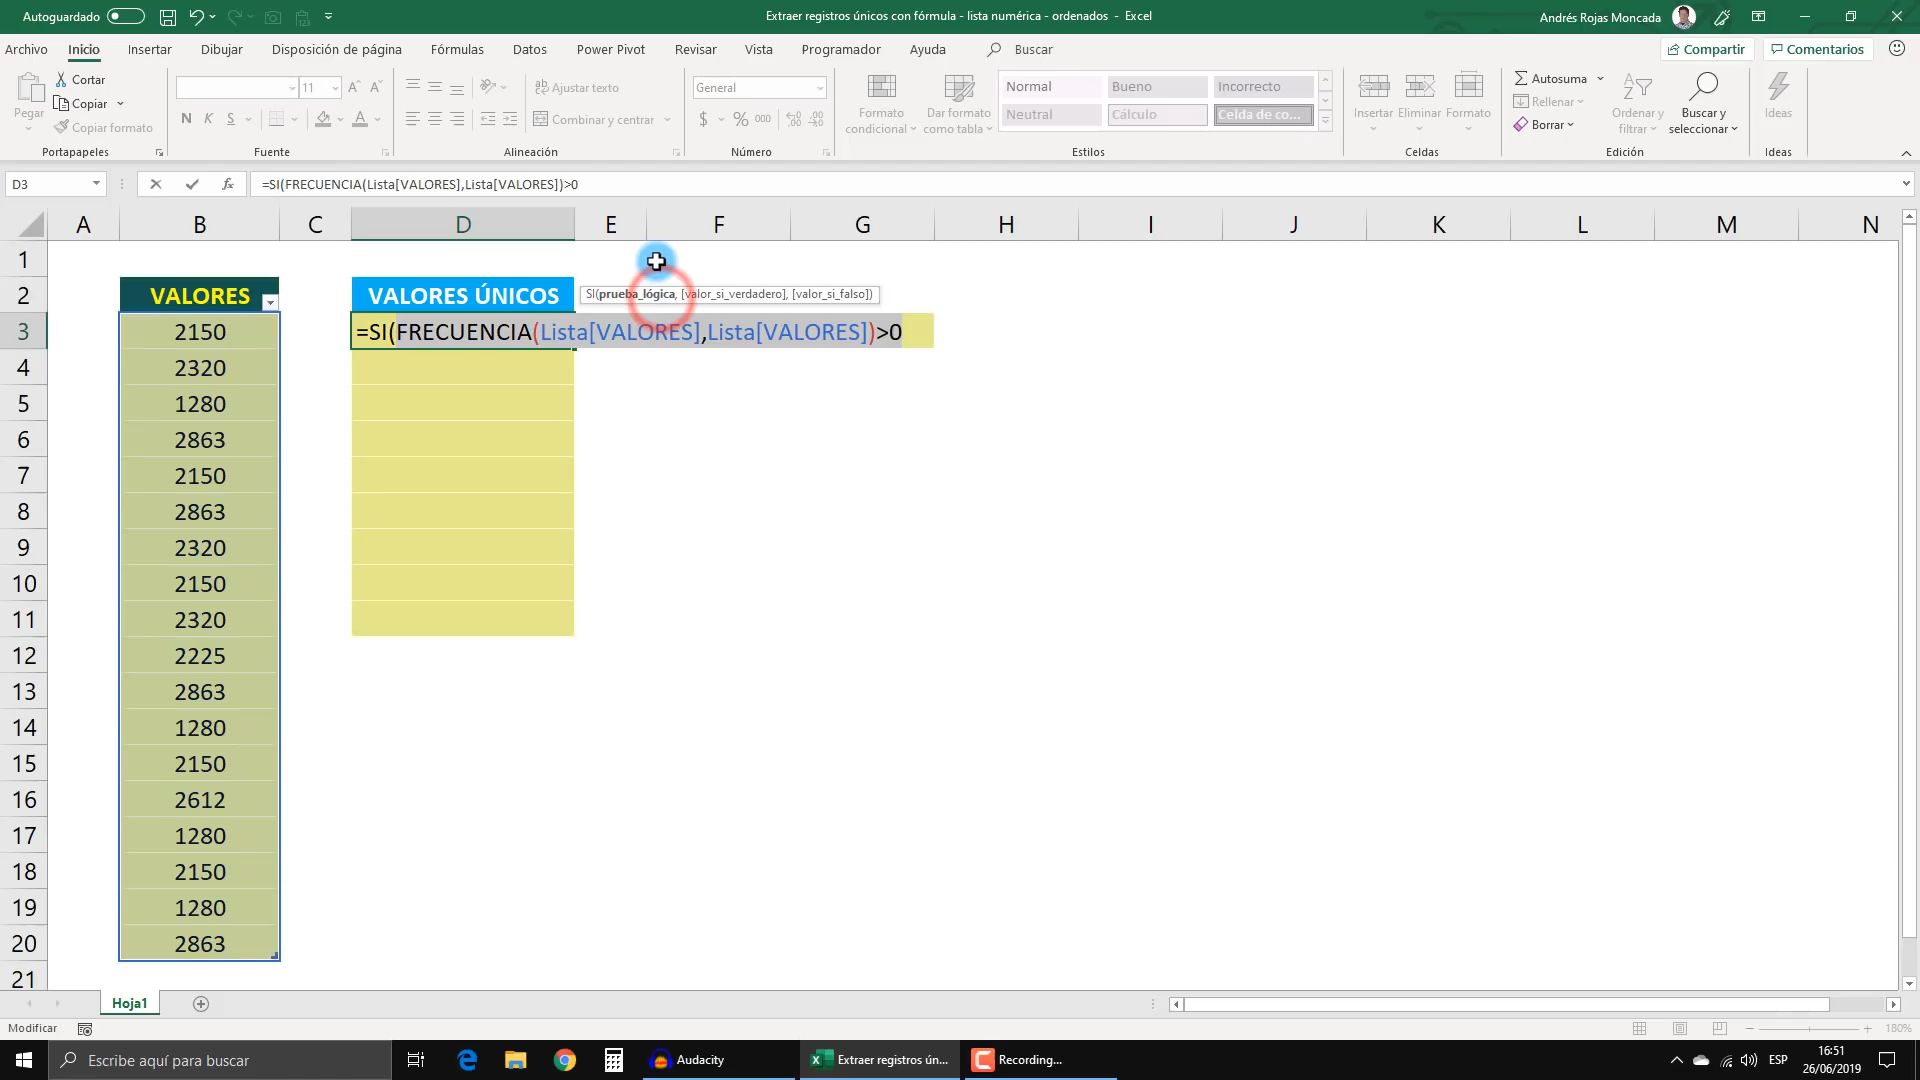 Autoguardado
Extraer registros únicos con fórmula - lista numérica - ordenados - Excel
Andrés Rojas Moncada
Archivo Inicio Insertar Dibujar Disposición de página Fórmulas Datos Power Pivot Revisar Vista Programador Ayuda Buscar
Compartir Comentarios
Pegar
Cortar
Copiar
Copiar formato
Portapapeles
11
N K S
Fuente
Ajustar texto
Combinar y centrar
Alineación
General
$ % 000
Número
Formato condicional
Dar formato como tabla
Normal Bueno Incorrecto
Neutral Cálculo Celda de co...
Estilos
Insertar Eliminar Formato
Celdas
Autosuma
Rellenar
Borrar
Ordenar y filtrar
Buscar y seleccionar
Edición
Ideas
Ideas
D3 fx =SI(FRECUENCIA(Lista[VALORES],Lista[VALORES])>0
A B C D E F G H I J K L M N
1
2 VALORES VALORES ÚNICOS SI(prueba_lógica, [valor_si_verdadero], [valor_si_falso])
3 2150 =SI(FRECUENCIA(Lista[VALORES],Lista[VALORES])>0
4 2320
5 1280
6 2863
7 2150
8 2863
9 2320
10 2150
11 2320
12 2225
13 2863
14 1280
15 2150
16 2612
17 1280
18 2150
19 1280
20 2863
21
Hoja1
Modificar
180%
Escribe aquí para buscar
Audacity
Extraer registros ún...
Recording...
ESP
16:51
26/06/2019